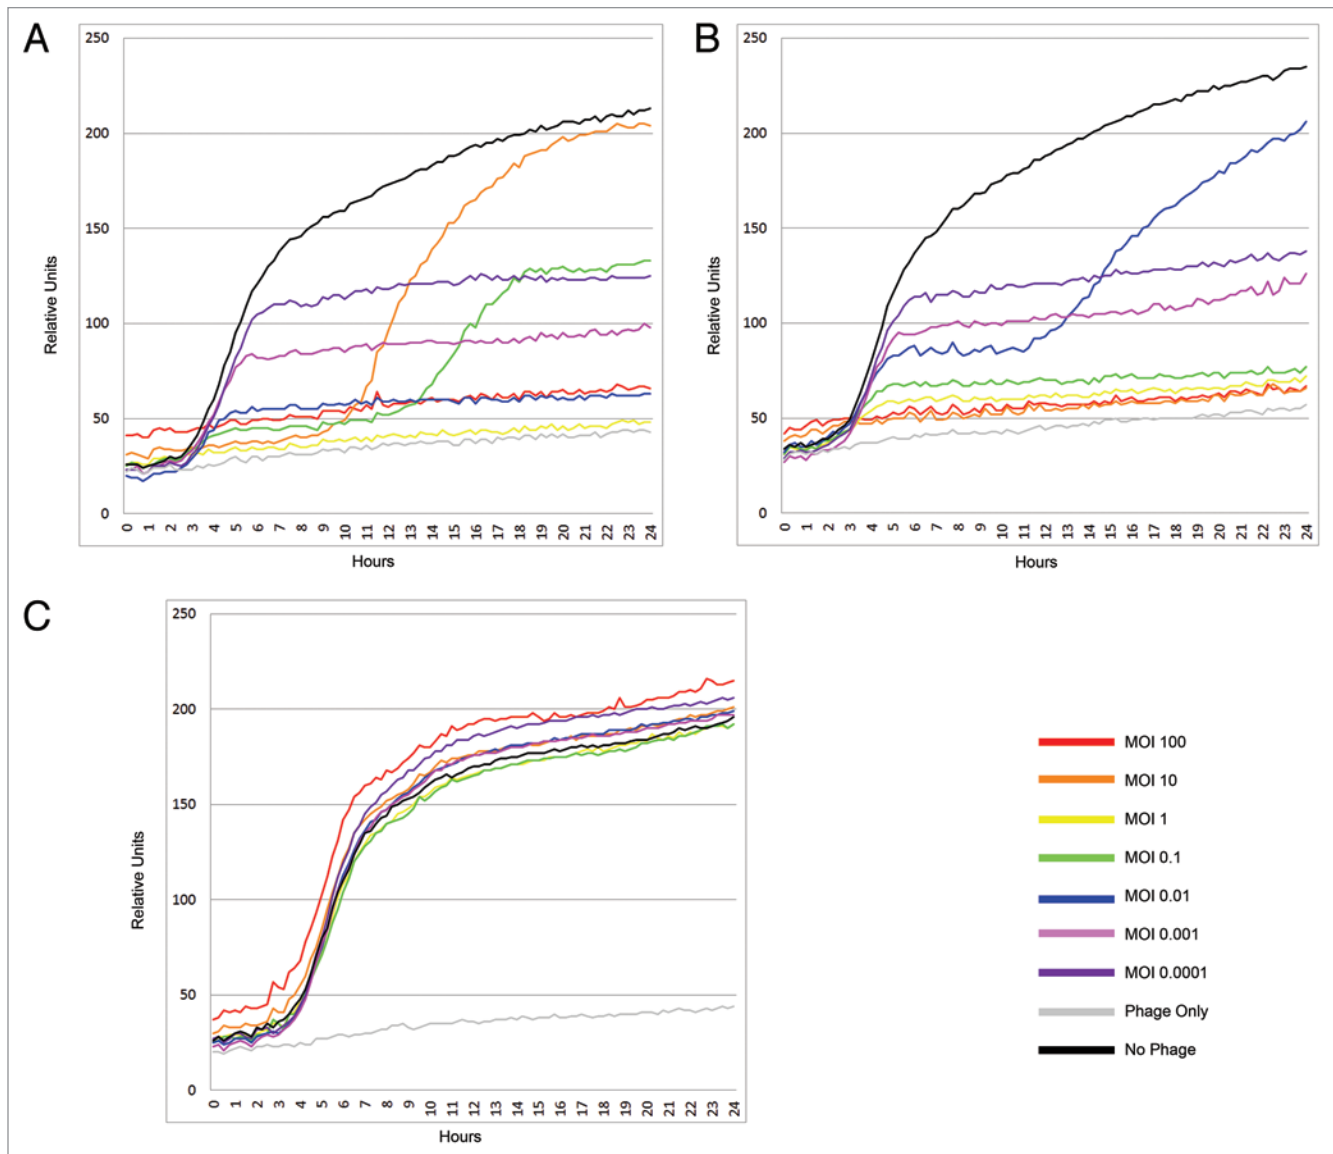 A
B
250
200
150
100
50
0
Relative Units
0 1 2 3 4 5 6 7 8 9 10 11 12 13 14 15 16 17 18 19 20 21 22 23 24
Hours
250
200
150
100
50
0
Relative Units
0 1 2 3 4 5 6 7 8 9 10 11 12 13 14 15 16 17 18 19 20 21 22 23 24
Hours
C
250
200
150
100
50
0
Relative Units
0 1 2 3 4 5 6 7 8 9 10 11 12 13 14 15 16 17 18 19 20 21 22 23 24
Hours
MOI 100
MOI 10
MOI 1
MOI 0.1
MOI 0.01
MOI 0.001
MOI 0.0001
Phage Only
No Phage